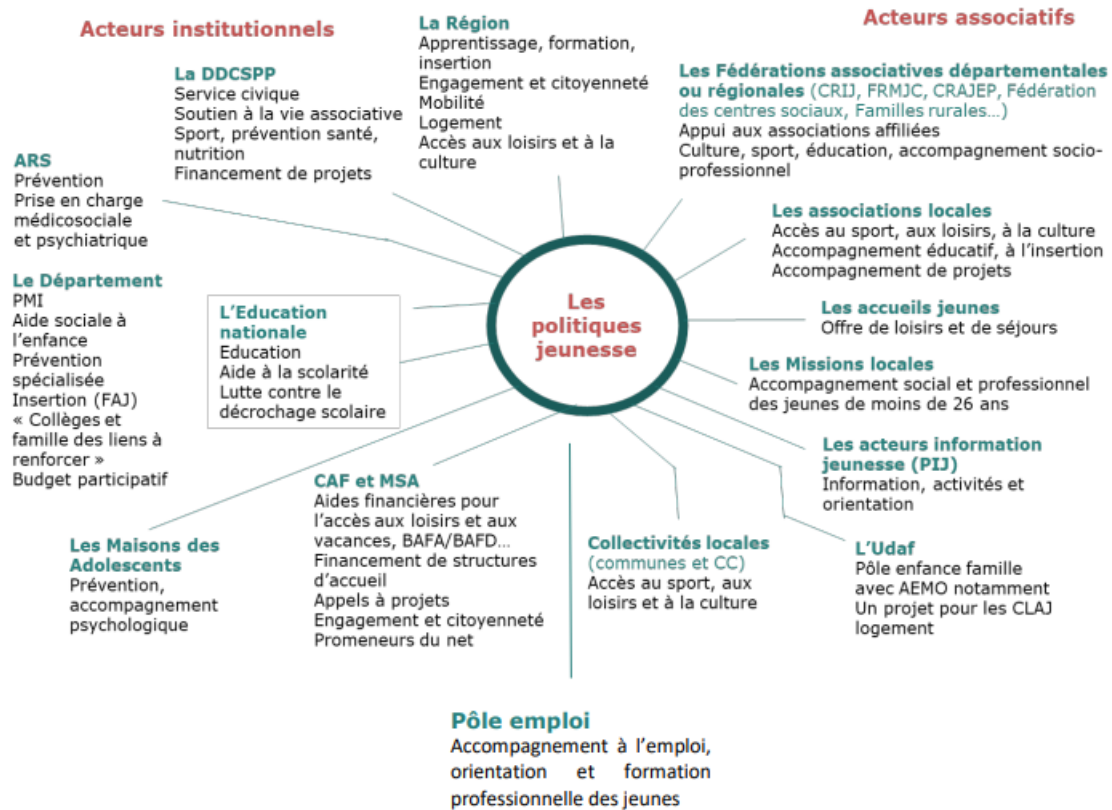 Acteurs institutionnels
La DDCSPP
Service civique
Soutien à la vie associative
Sport, prévention santé,
nutrition
Financement de projets
La Région
Apprentissage, formation,
insertion
Engagement et citoyenneté
Mobilité
Logement
Accès aux loisirs et à la
culture
Acteurs associatifs
Les Fédérations associatives départementales
ou régionales (CRIJ, FRMJC, CRAJEP, Fédération
des centres sociaux, Familles rurales...)
Appui aux associations affiliées
Culture, sport, éducation, accompagnement socio-
professionnel
ARS
Prévention
Prise en charge
médicosociale
et psychiatrique
Les associations locales
Accès au sport, aux loisirs, à la culture
Accompagnement éducatif, à l'insertion
Accompagnement de projets
Le Département
PMI
Aide sociale à
l'enfance
Prévention
spécialisée
Insertion (FAJ)
« Collèges et
famille des liens à
renforcer »
Budget participatif
L'Education
nationale
Education
Aide à la scolarité
Lutte contre le
décrochage scolaire
Les
politiques
jeunesse
Les accueils jeunes
Offre de loisirs et de séjours
Les Missions locales
Accompagnement social et professionnel
des jeunes de moins de 26 ans
Les acteurs information
jeunesse (PIJ)
Information, activités et
orientation
Les Maisons des
Adolescents
Prévention,
accompagnement
psychologique
CAF et MSA
Aides financières pour
l'accès aux loisirs et aux
vacances, BAFA/BAFD...
Financement de structures
d'accueil
Appels à projets
Engagement et citoyenneté
Promeneurs du net
Collectivités locales
(communes et CC)
Accès au sport, aux
loisirs et à la culture
L'Udaf
Pôle enfance famille
avec AEMO notamment
Un projet pour les CLAJ
logement
Pôle emploi
Accompagnement à l'emploi,
orientation et formation
professionnelle des jeunes